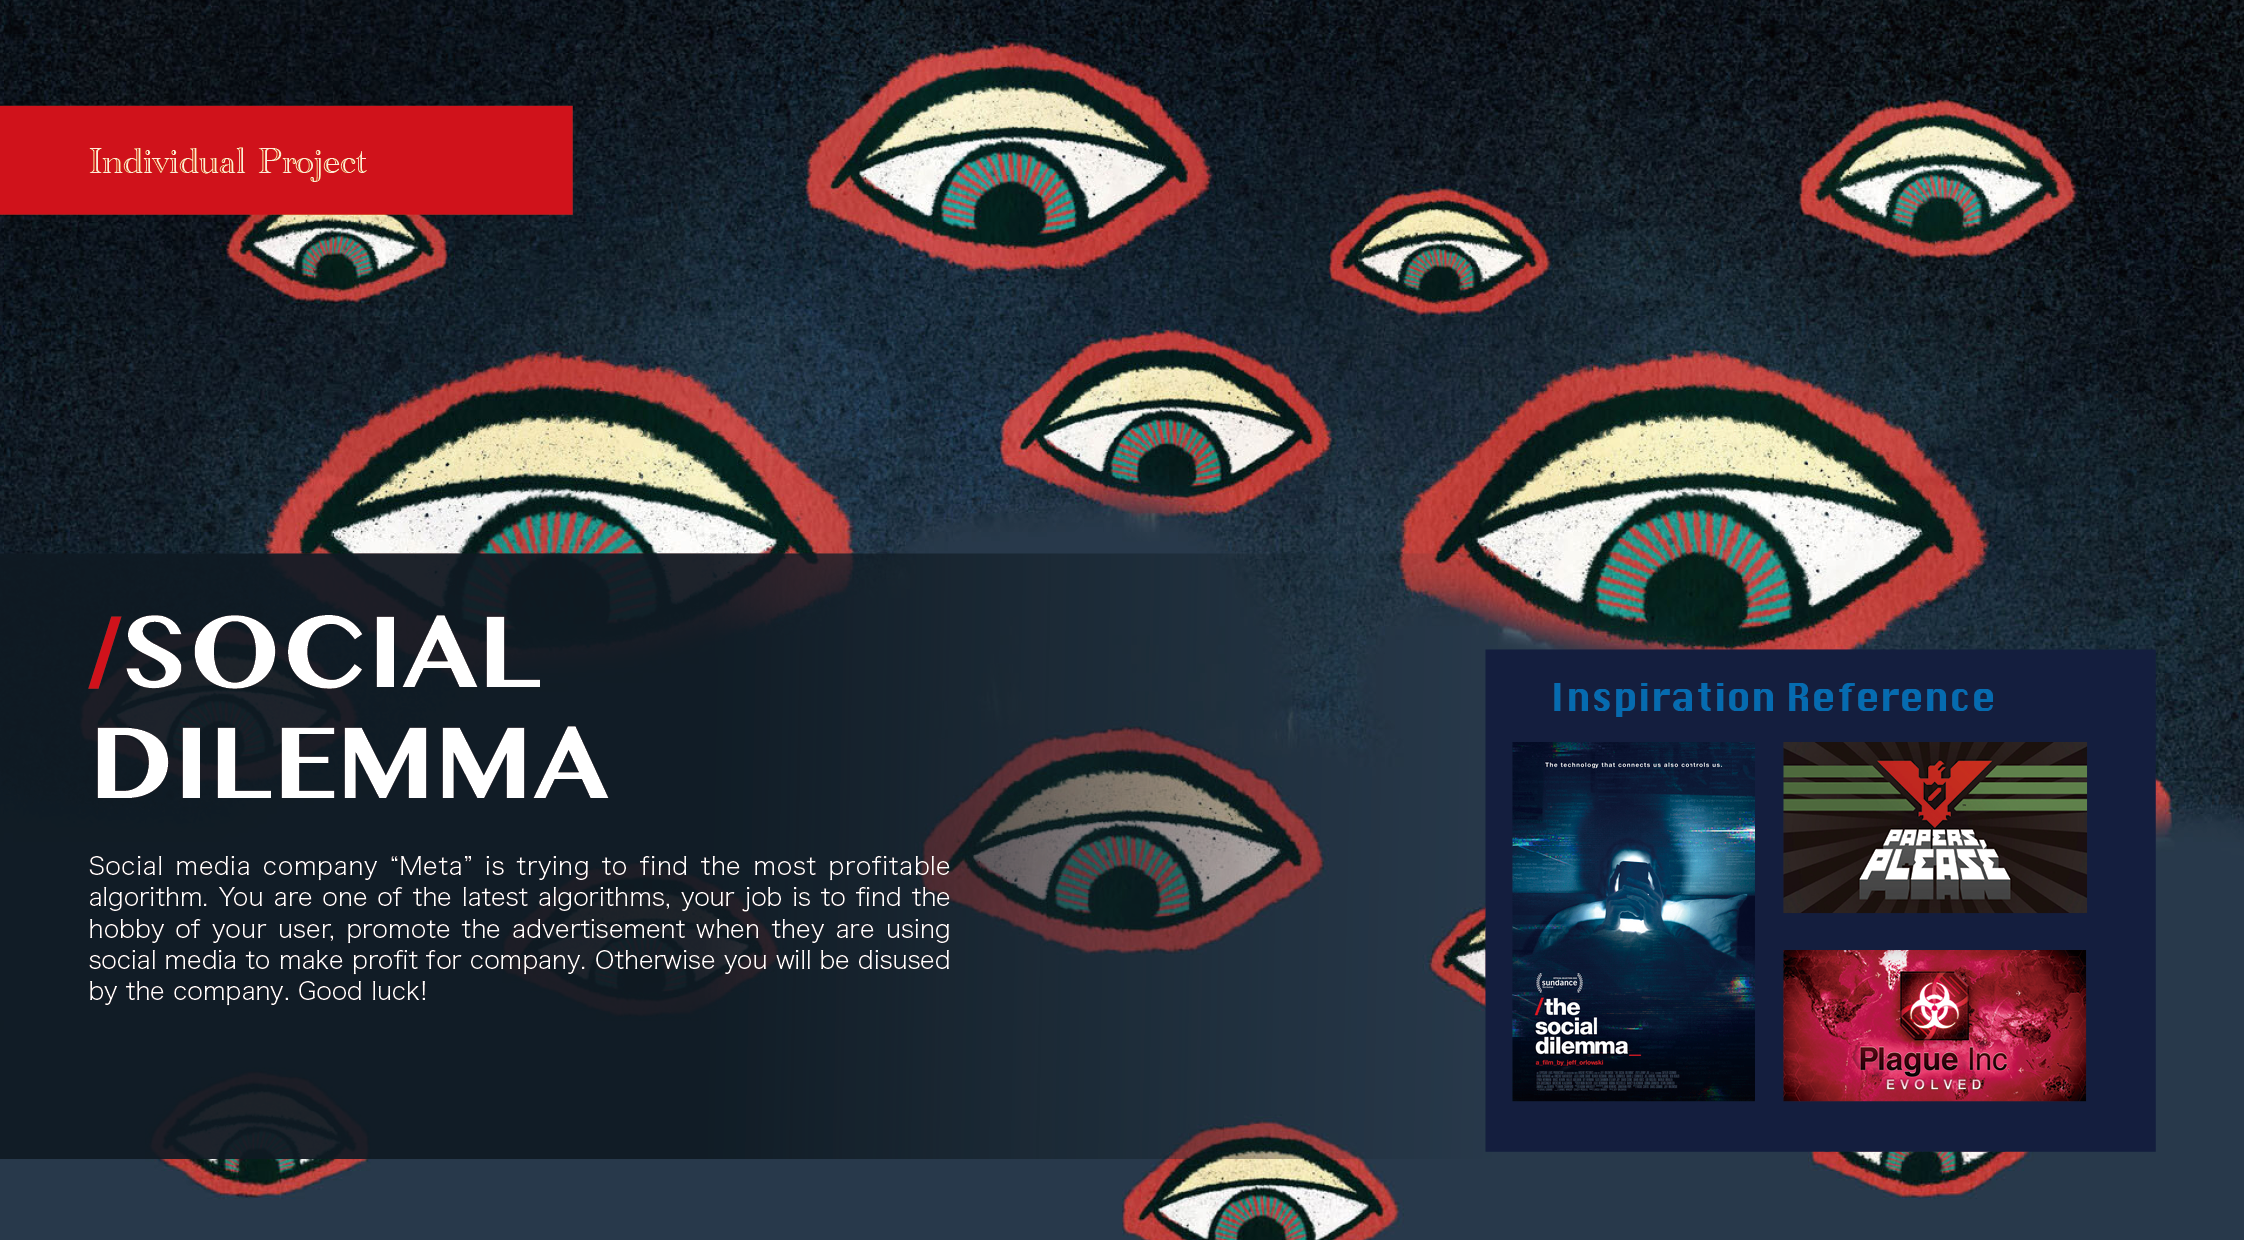 Individual Project
/SOCIAL
DILEMMA
Social media company “Meta” is trying to find the most profitable
algorithm. You are one of the latest algorithms, your job is to find the
hobby of your user, promote the advertisement when they are using
social media to make profit for company. Otherwise you will be disused
by the company. Good luck!
Inspiration Reference
The technology that connects us also controls us.
sundance
/the
social
dilemma_
a film by jeff orlowski
PAPERS,
PLEASE
Plague Inc
EVOLVED